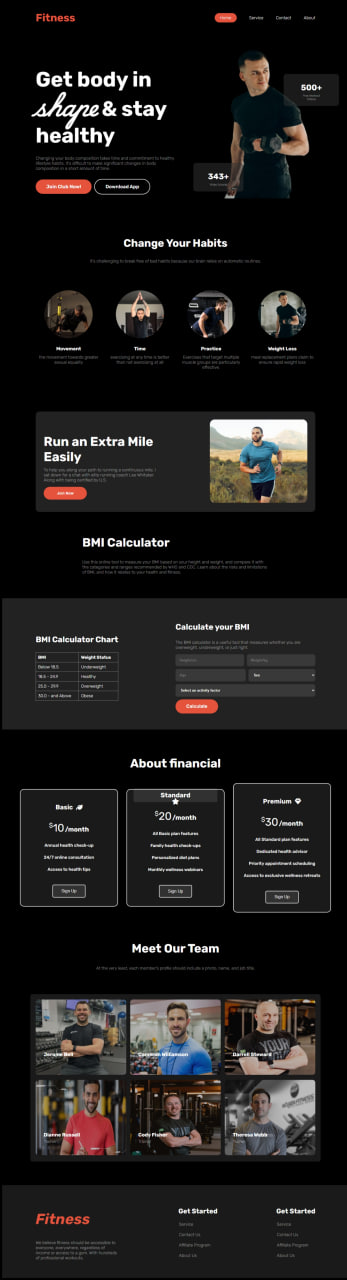 Fitness
Home Service Contact About
Get body in
shape & stay
healthy
500+
343+
Changing your body composition takes time and commitment to healthy
lifestyle habits. It's difficult to make significant changes in body
composition in a short amount of time.
Join Club Now! Download App
Change Your Habits
It's challenging to break free of bad habits because our brain relies on automatic routines.
Movement
the movement towards greater
sexual equality
Time
exercising at any time is better
than not exercising at all
Practice
Exercises that target multiple
muscle groups are particularly
effective.
Weight Loss
Meal replacement plans claim to
ensure rapid weight loss
Run an Extra Mile
Easily
To help you along your path to running a continuous mile, I
sat down for a chat with elite running coach
Along with being certified by
Join Now
BMI Calculator
Use this online tool to measure your BMI based on your height and weight, and compare it with
the categories and ranges recommended by WHO and CDC. Learn about the risks and limitations
of BMI, and how it relates to your health and fitness.
BMI Calculator Chart
BMI Weight Status
Below 18.5 Underweight
18.5 - 24.9 Healthy
25.0 - 29.9 Overweight
30.0 - and Above Obese
Calculate your BMI
The BMI calculator is a useful tool that measures whether you are
overweight, underweight, or just right.
Height/cm Weight/kg
Age Sex
Select an activity factor
Calculate
About financial
Basic
$10/month
Annual health check-up
24/7 online consultation
Access to health tips
Sign Up
Standard
$20/month
All Basic plan features
Family health check-ups
Personalized diet plans
Monthly wellness webinars
Sign Up
Premium
$30/month
All Standard plan features
Dedicated health advisor
Priority appointment scheduling
Access to exclusive wellness retreats
Sign Up
Meet Our Team
At the very least, each member's profile should include a photo, name, and job title.
Jerome Bell
Cameron Williamson
Darrell Steward
Dianne Russell
Cody Fisher
Theresa Webb
Fitness
We believe fitness should be accessible to
everyone, everywhere, regardless of
income or access to a gym. With hundreds
of professional workouts,
Get Started
Service
Contact Us
Affiliate Program
About Us
Get Started
Service
Contact Us
Affiliate Program
About Us